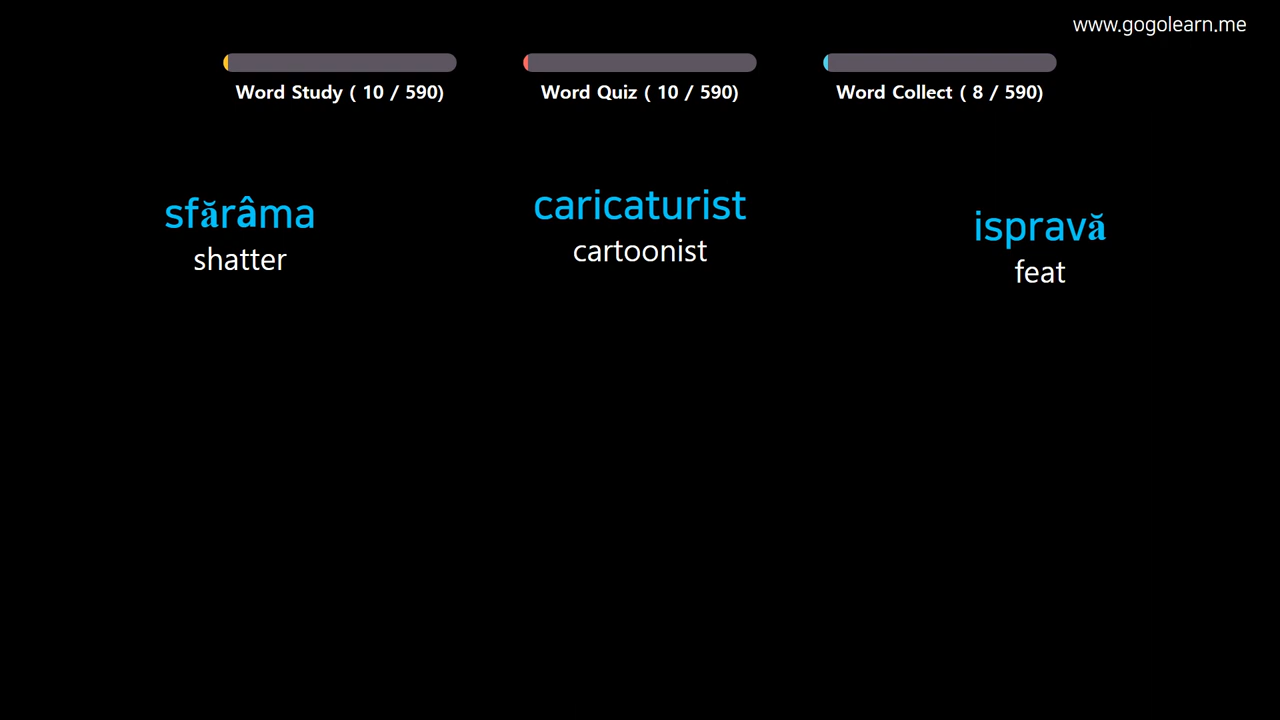 www.gogolearn.me
Word Study ( 10 / 590)
Word Quiz ( 10 / 590)
Word Collect ( 8 / 590)
sfărâma
shatter
caricaturist
cartoonist
ispravă
feat